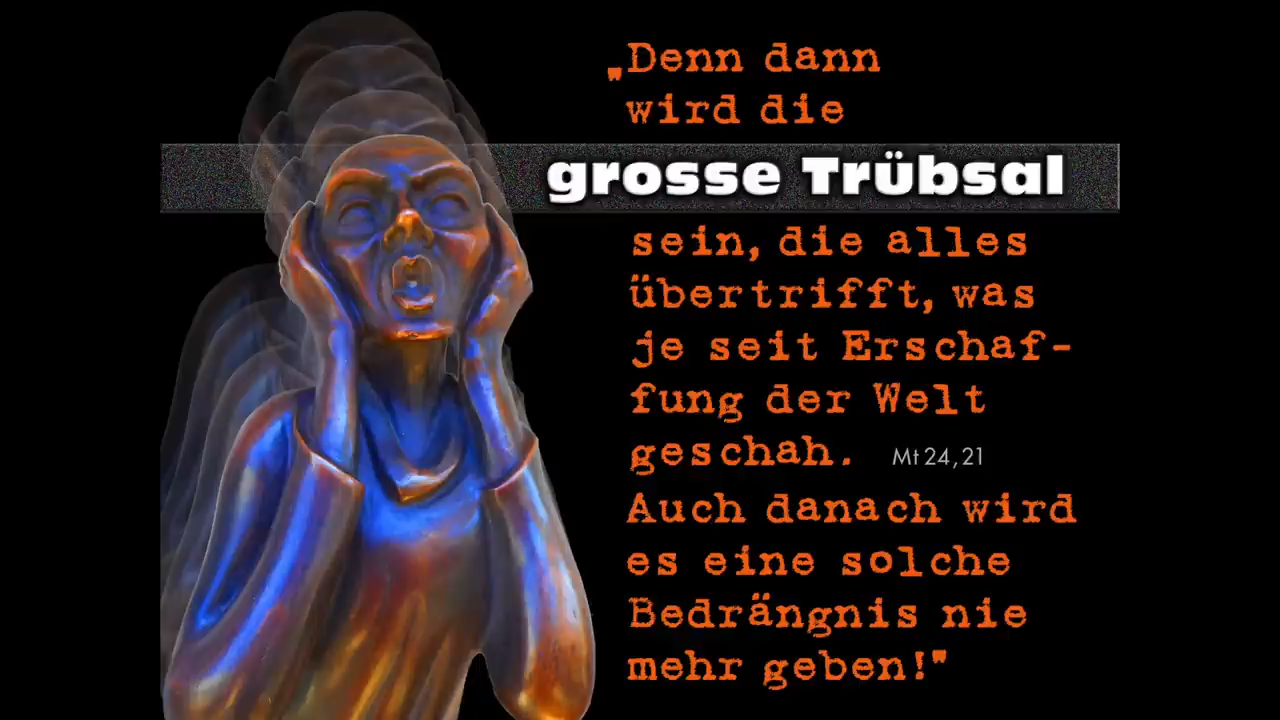 „Denn dann
wird die
grosse Trübsal
sein, die alles
übertrifft, was
je seit Erschaf-
fung der Welt
geschah. Mt 24,21
Auch danach wird
es eine solche
Bedrängnis nie
mehr geben!"